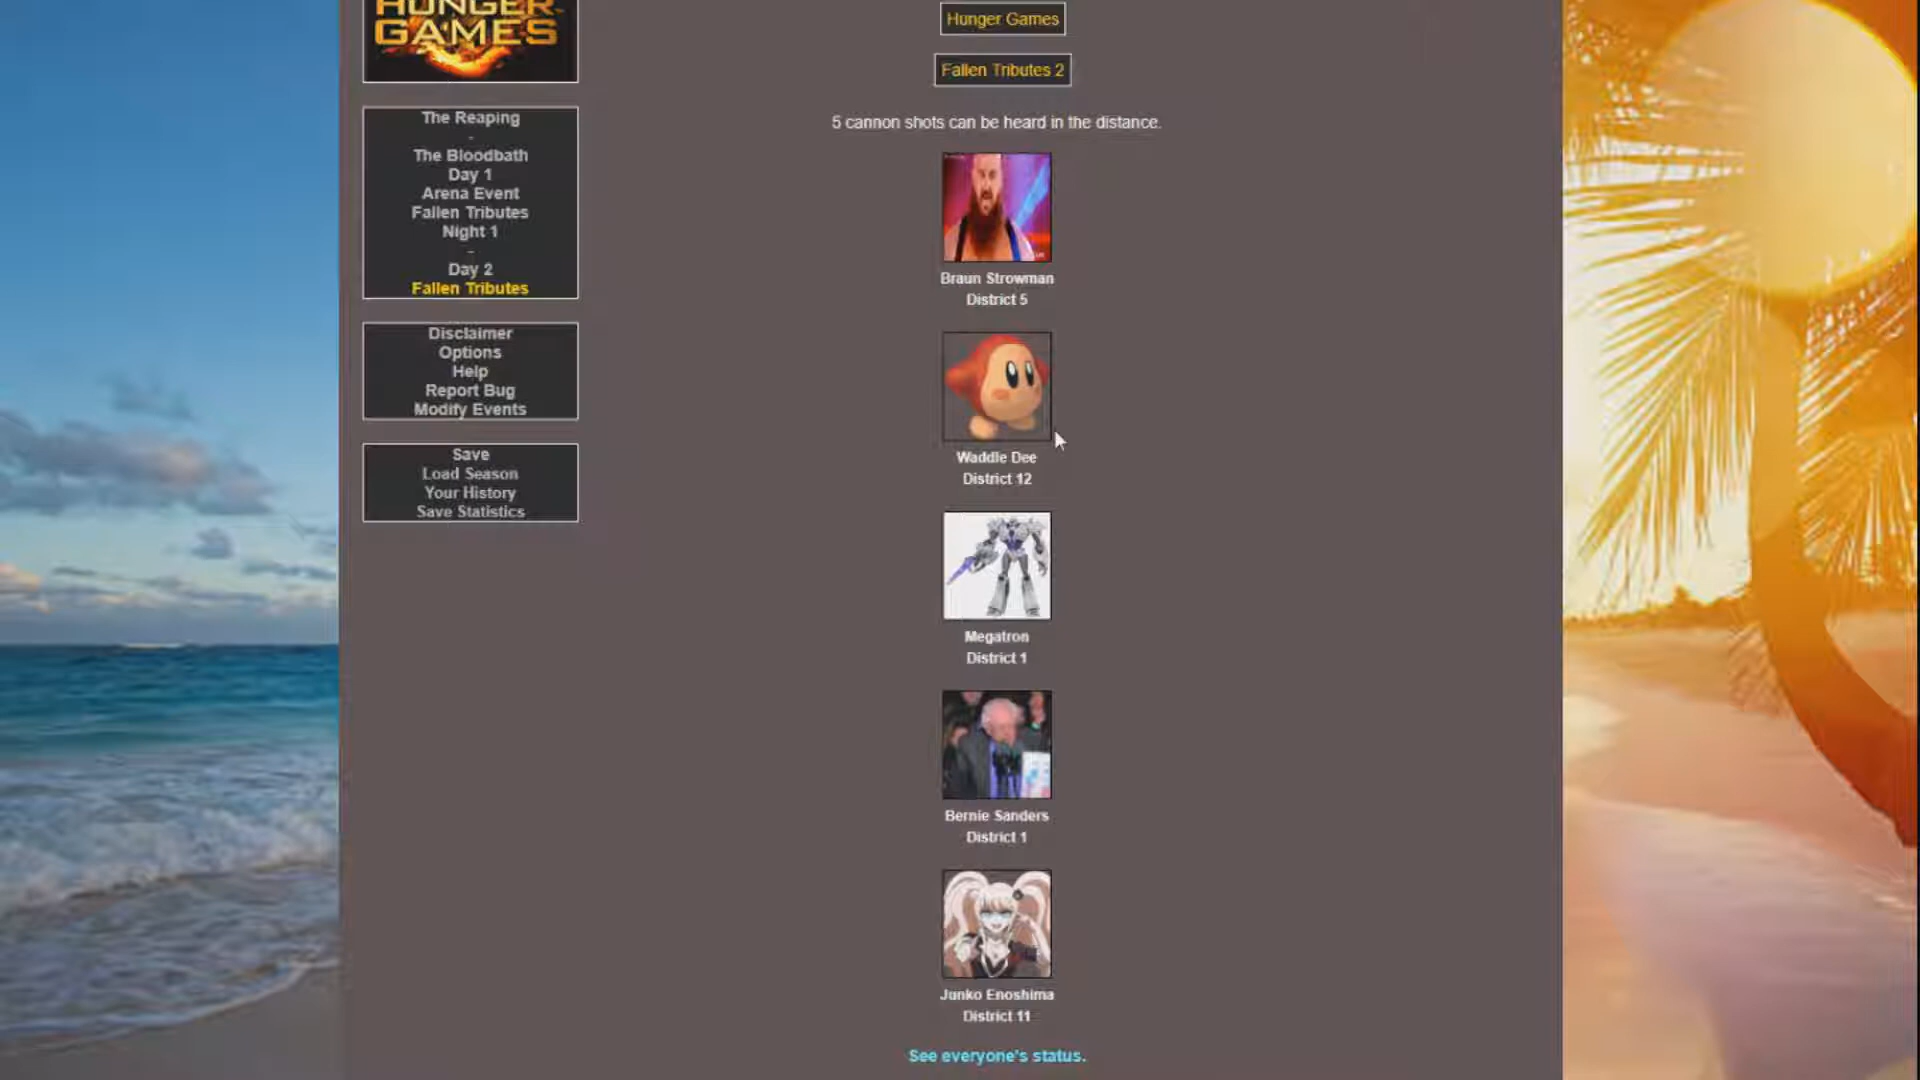 HUNGER
GAMES
The Reaping
-
The Bloodbath
Day 1
Arena Event
Fallen Tributes
Night 1
-
Day 2
Fallen Tributes
Disclaimer
Options
Help
Report Bug
Modify Events
Save
Load Season
Your History
Save Statistics
Hunger Games
Fallen Tributes 2
5 cannon shots can be heard in the distance.
Braun Strowman
District 5
Waddle Dee
District 12
Megatron
District 1
Bernie Sanders
District 1
Junko Enoshima
District 11
See everyone's status.